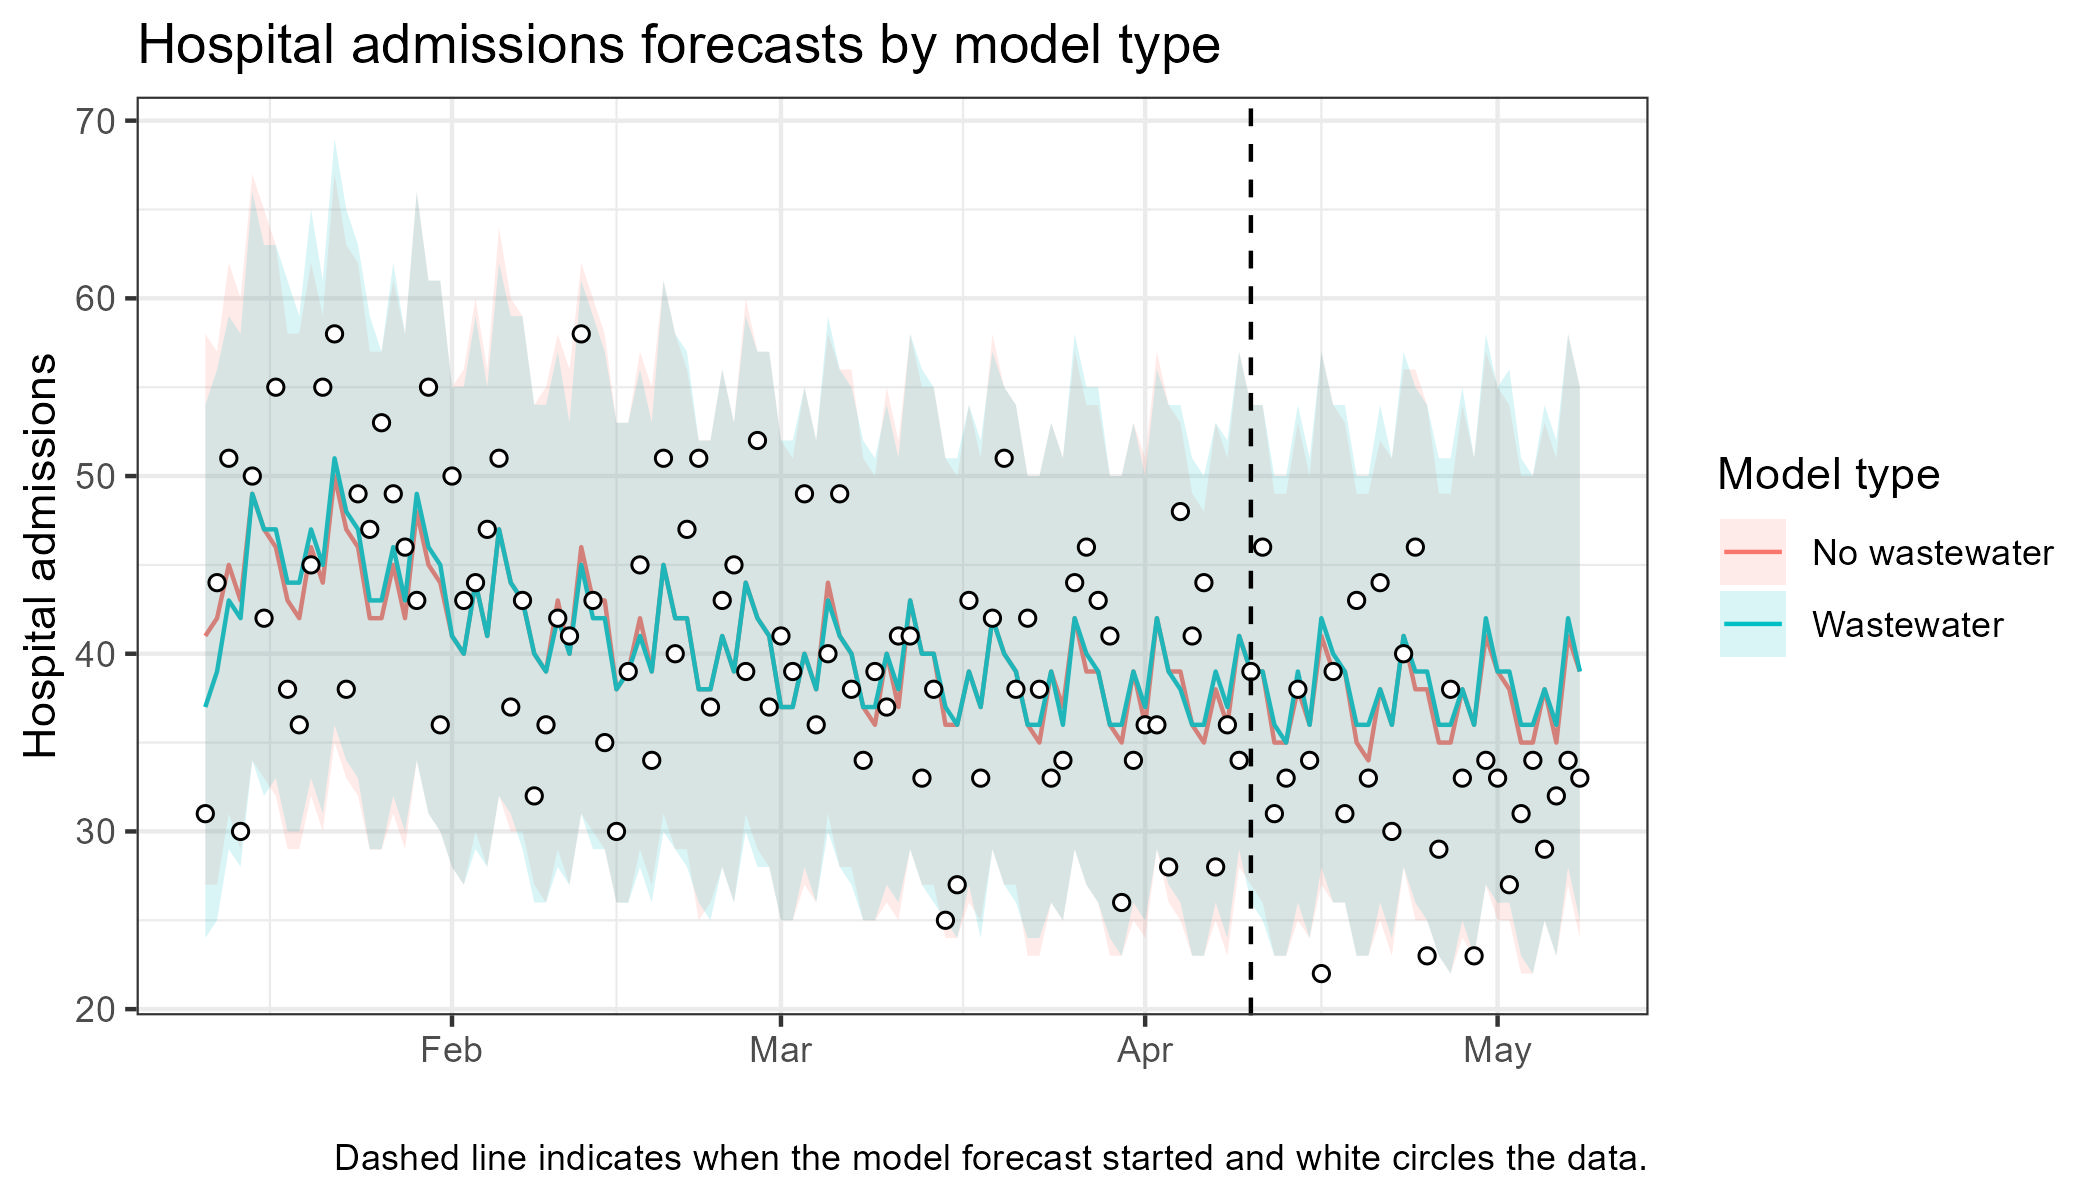 Hospital admissions forecasts by model type
Hospital admissions
70
60
50
40
30
20
Feb
Mar
Apr
May
Model type
No wastewater
Wastewater
Dashed line indicates when the model forecast started and white circles the data.